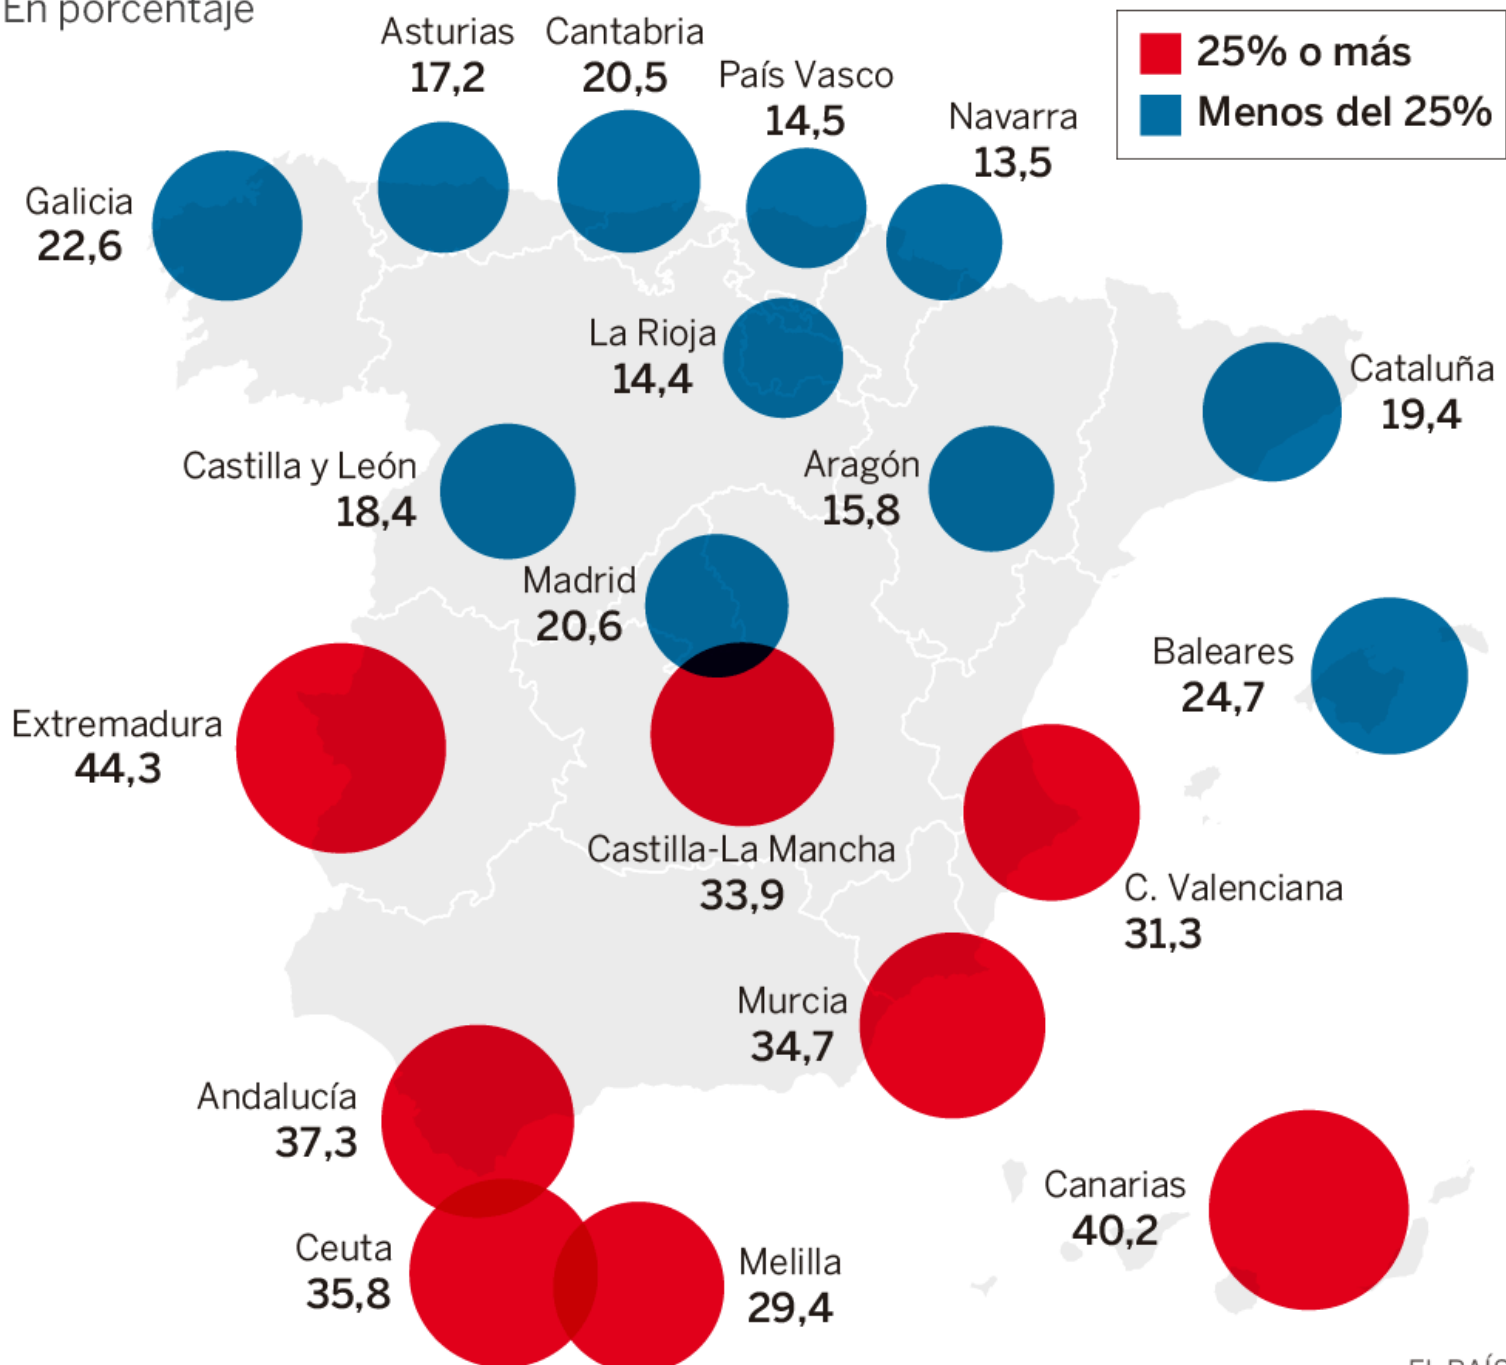 En porcentaje
25% o más
Menos del 25%
Asturias
17,2
Cantabria
20,5
País Vasco
14,5
Navarra
13,5
Galicia
22,6
La Rioja
14,4
Cataluña
19,4
Castilla y León
18,4
Aragón
15,8
Madrid
20,6
Baleares
24,7
Extremadura
44,3
Castilla-La Mancha
33,9
C. Valenciana
31,3
Murcia
34,7
Andalucía
37,3
Canarias
40,2
Ceuta
35,8
Melilla
29,4
EL PAÍS